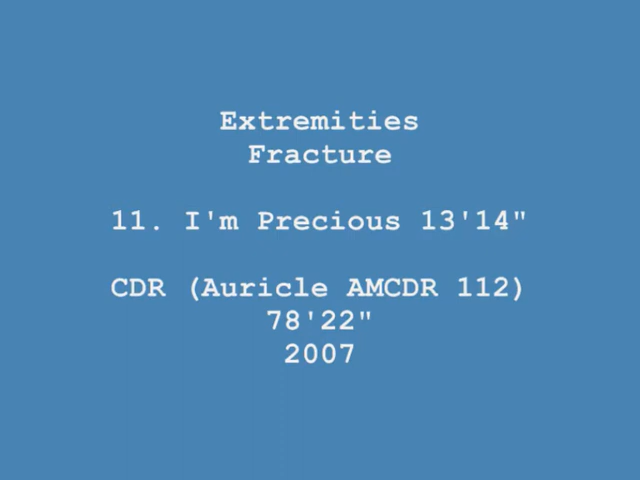 Extremities
Fracture
11. I'm Precious 13'14"
CDR (Auricle AMCDR 112)
78'22"
2007